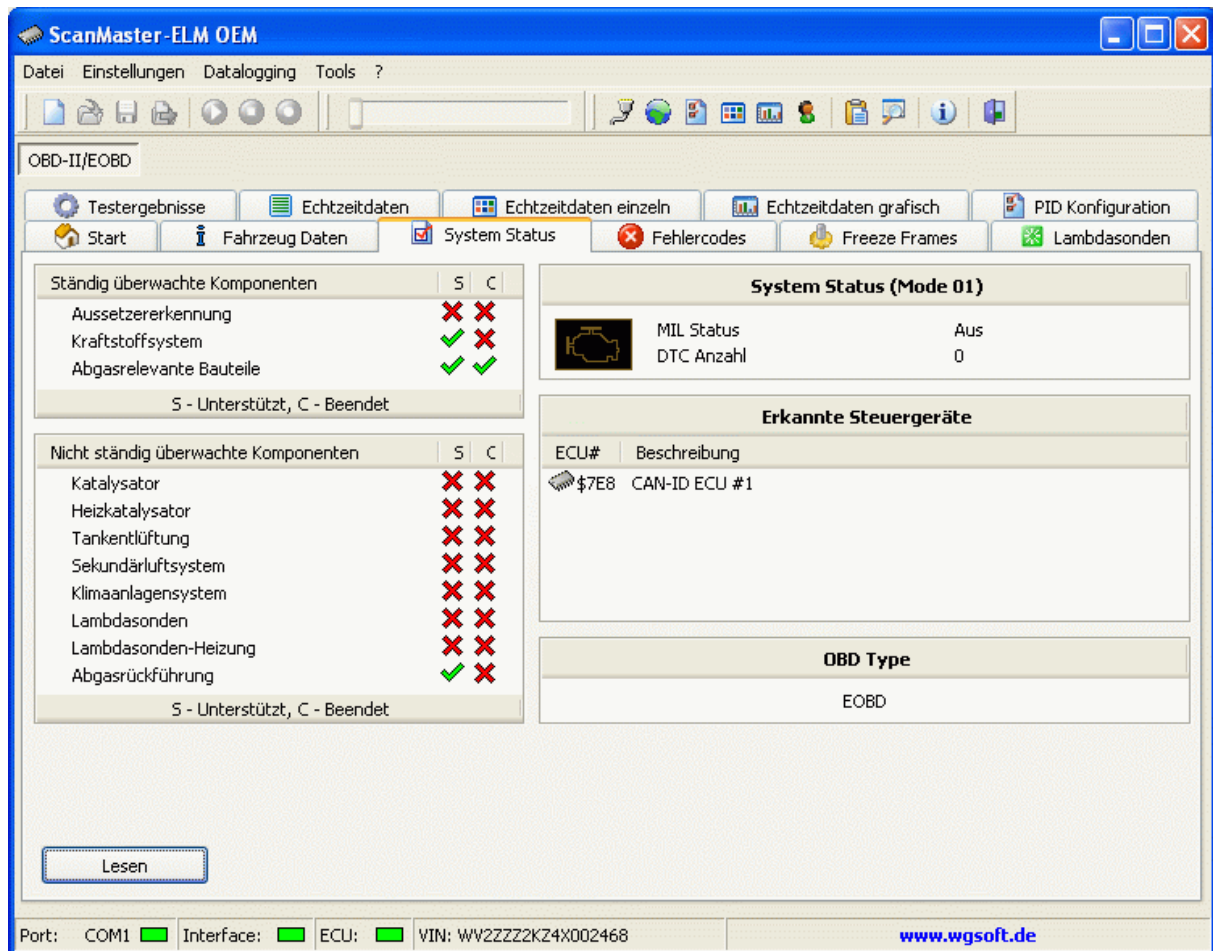 ScanMaster-ELM OEM
Datei Einstellungen Datalogging Tools ?
OBD-II/EOBD
Testergebnisse Echtzeitdaten Echtzeitdaten einzeln Echtzeitdaten grafisch PID Konfiguration
Start Fahrzeug Daten System Status Fehlercodes Freeze Frames Lambdasonden
Ständig überwachte Komponenten S C
Aussetzererkennung
Kraftstoffsystem
Abgasrelevante Bauteile
S - Unterstützt, C - Beendet
Nicht ständig überwachte Komponenten S C
Katalysator
Heizkatalysator
Tankentlüftung
Sekundärluftsystem
Klimaanlagensystem
Lambdasonden
Lambdasonden-Heizung
Abgasrückführung
S - Unterstützt, C - Beendet
System Status (Mode 01)
MIL Status Aus
DTC Anzahl 0
Erkannte Steuergeräte
ECU# Beschreibung
$7E8 CAN-ID ECU #1
OBD Type
EOBD
Lesen
Port: COM1 Interface: ECU: VIN: WV2ZZZ2KZ4X002468 www.wgsoft.de